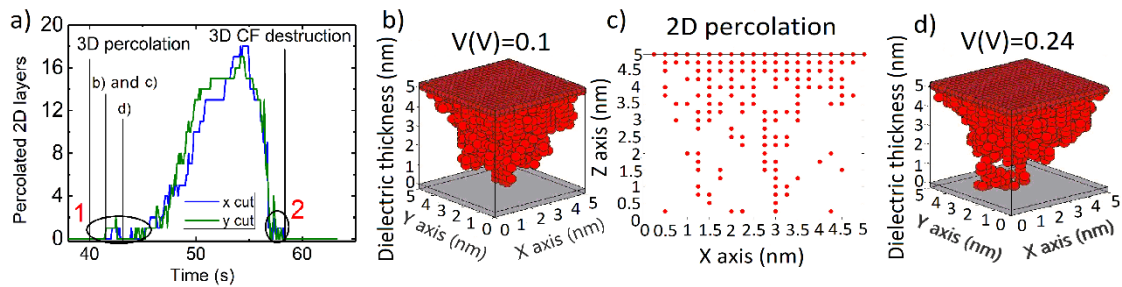 a)
20
16
12
8
4
0
Percolated 2D layers
3D percolation
b) and c)
d)
3D CF destruction
1
2
x cut
y cut
40
50
60
Time (s)
b)
V(V)=0.1
Dielectric thickness (nm)
5
4
3
2
1
0
5
4
3
2
1
0
Y axis (nm)
0
1
2
3
4
5
X axis (nm)
c)
2D percolation
Z axis (nm)
5
4.5
4
3.5
3
2.5
2
1.5
1
0.5
0
0 0.5 1 1.5 2 2.5 3 3.5 4 4.5 5
X axis (nm)
d)
V(V)=0.24
Dielectric thickness (nm)
5
4
3
2
1
0
5
4
3
2
1
0
Y axis (nm)
0
1
2
3
4
5
X axis (nm)